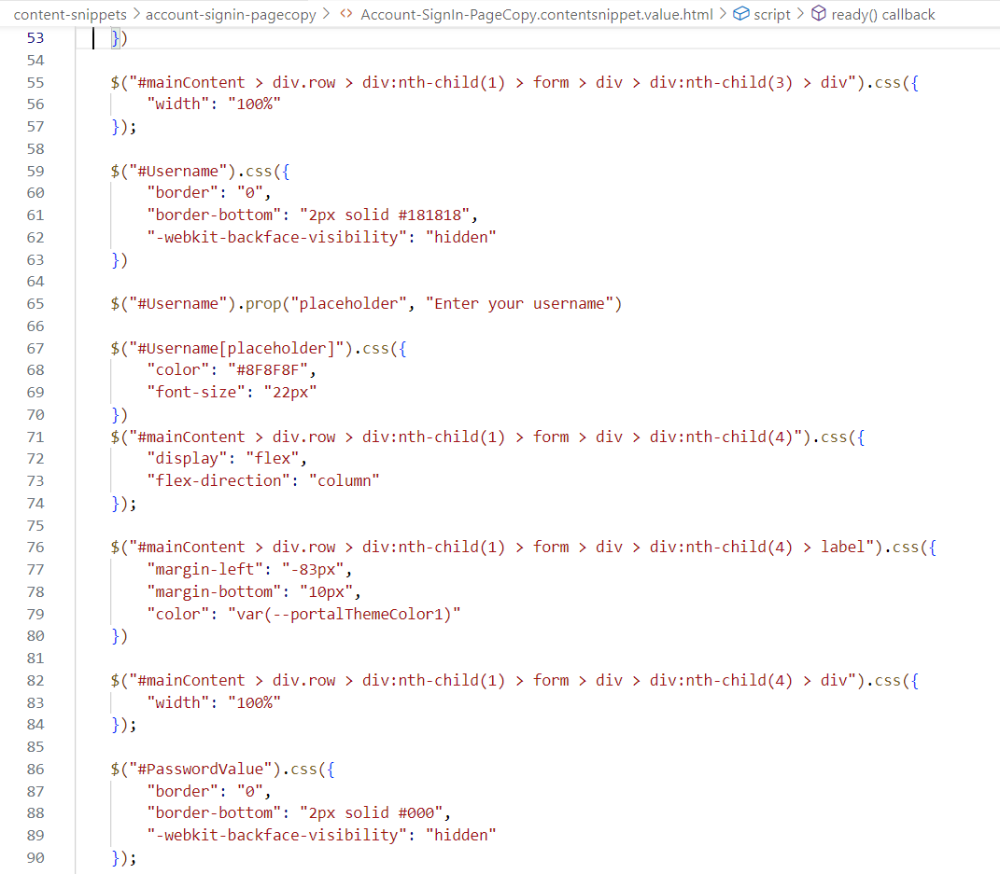 content-snippets > account-signin-pagecopy > <> Account-SignIn-PageCopy.contentsnippet.value.html > script > ready() callback
53 })
54
55 $("#mainContent > div.row > div:nth-child(1) > form > div > div:nth-child(3) > div").css({
56 "width": "100%"
57 });
58
59 $("#Username").css({
60 "border": "0",
61 "border-bottom": "2px solid #181818",
62 "-webkit-backface-visibility": "hidden"
63 })
64
65 $("#Username").prop("placeholder", "Enter your username")
66
67 $("#Username[placeholder]").css({
68 "color": "#8F8F8F",
69 "font-size": "22px"
70 })
71 $("#mainContent > div.row > div:nth-child(1) > form > div > div:nth-child(4)").css({
72 "display": "flex",
73 "flex-direction": "column"
74 });
75
76 $("#mainContent > div.row > div:nth-child(1) > form > div > div:nth-child(4) > label").css({
77 "margin-left": "-83px",
78 "margin-bottom": "10px",
79 "color": "var(--portalThemeColor1)"
80 })
81
82 $("#mainContent > div.row > div:nth-child(1) > form > div > div:nth-child(4) > div").css({
83 "width": "100%"
84 });
85
86 $("#PasswordValue").css({
87 "border": "0",
88 "border-bottom": "2px solid #000",
89 "-webkit-backface-visibility": "hidden"
90 });